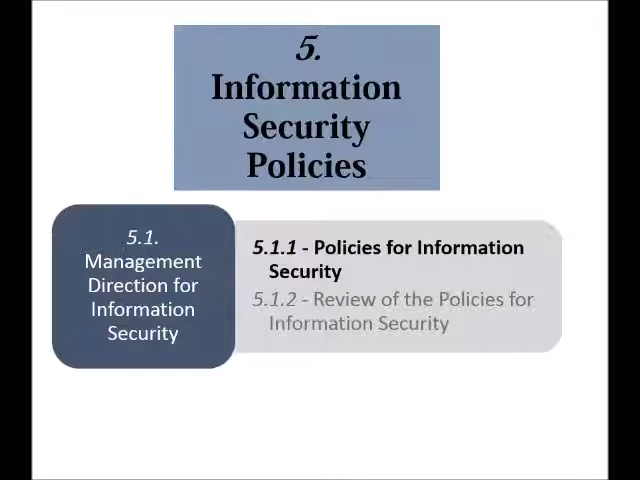 5.
Information
Security
Policies
5.1.
Management
Direction for
Information
Security
5.1.1 - Policies for Information
Security
5.1.2 - Review of the Policies for
Information Security